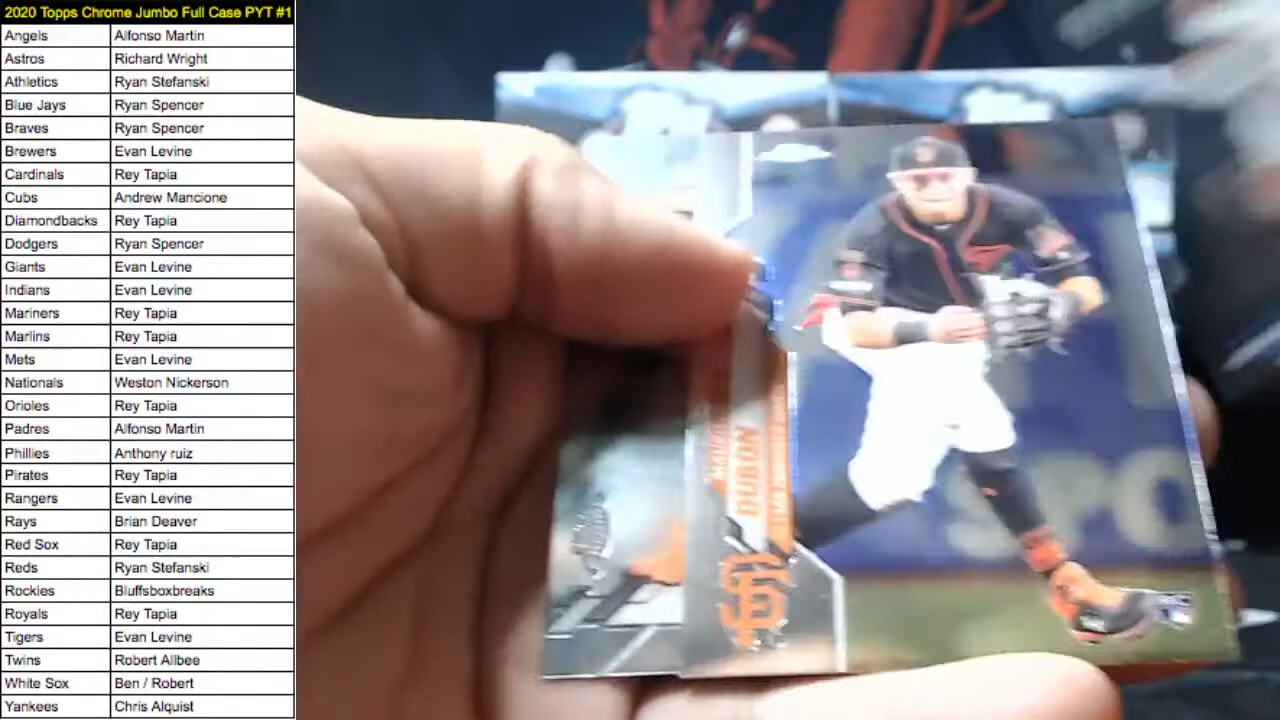 2020 Topps Chrome Jumbo Full Case PYT #1
Angels Alfonso Martin
Astros Richard Wright
Athletics Ryan Stefanski
Blue Jays Ryan Spencer
Braves Ryan Spencer
Brewers Evan Levine
Cardinals Rey Tapia
Cubs Andrew Mancione
Diamondbacks Rey Tapia
Dodgers Ryan Spencer
Giants Evan Levine
Indians Evan Levine
Mariners Rey Tapia
Marlins Rey Tapia
Mets Evan Levine
Nationals Weston Nickerson
Orioles Rey Tapia
Padres Alfonso Martin
Phillies Anthony ruiz
Pirates Rey Tapia
Rangers Evan Levine
Rays Brian Deaver
Red Sox Rey Tapia
Reds Ryan Stefanski
Rockies Bluffsboxbreaks
Royals Rey Tapia
Tigers Evan Levine
Twins Robert Allbee
White Sox Ben / Robert
Yankees Chris Alquist
DUBON
SF
SPO